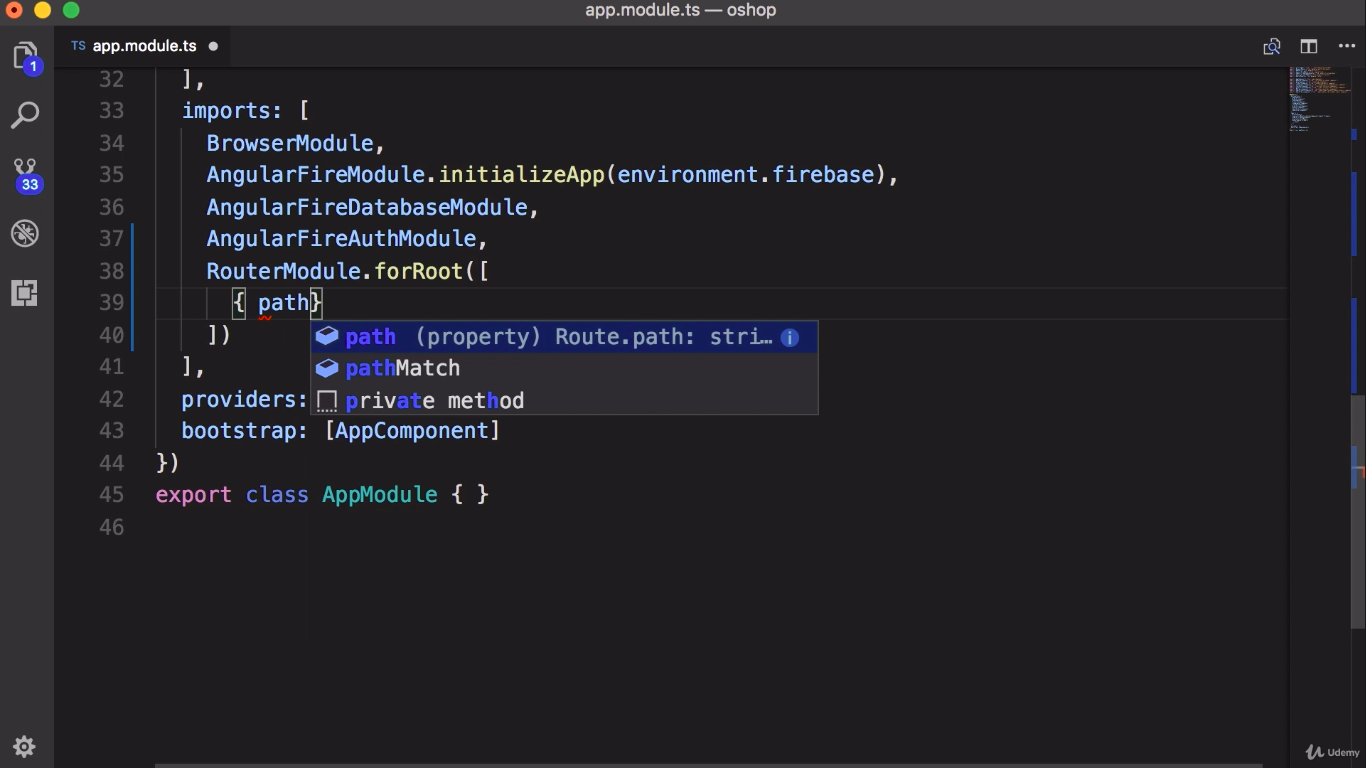 app.module.ts — oshop
TS app.module.ts
1
33
32 ],
33 imports: [
34 BrowserModule,
35 AngularFireModule.initializeApp(environment.firebase),
36 AngularFireDatabaseModule,
37 AngularFireAuthModule,
38 RouterModule.forRoot([
39 { path}
path (property) Route.path: stri…
40 ])
pathMatch
41 ],
private method
42 providers:
43 bootstrap: [AppComponent]
44 })
45 export class AppModule { }
46
Udemy